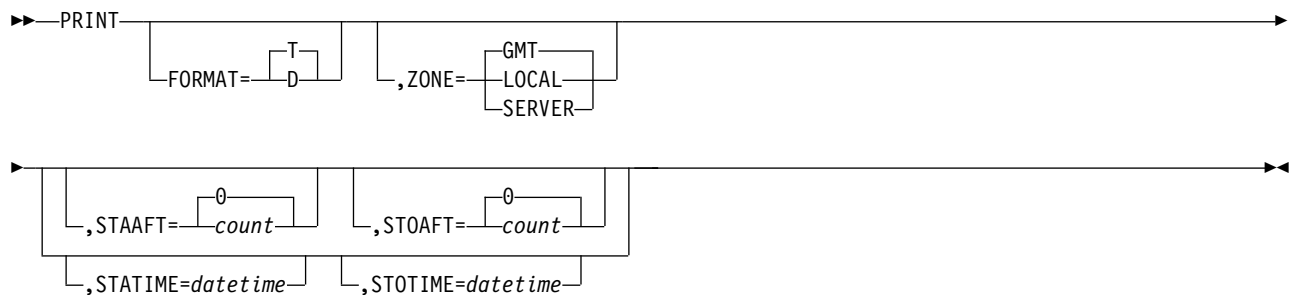 PRINT
T
GMT
FORMAT= D ,ZONE= LOCAL
SERVER
0 0
,STAAFT= count ,STOAFT= count
,STATIME=datetime ,STOTIME=datetime